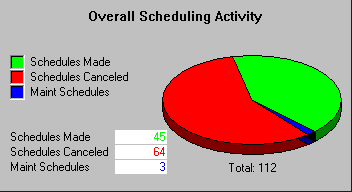 Overall Scheduling Activity
Schedules Made
Schedules Canceled
Maint Schedules
Schedules Made 45
Schedules Canceled 64
Maint Schedules 3
Total: 112